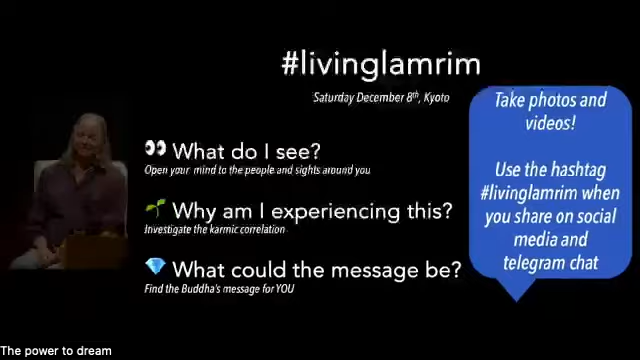 #livinglamrim
Saturday December 8th, Kyoto
What do I see?
Open your mind to the people and sights around you
Why am I experiencing this?
Investigate the karmic correlation
What could the message be?
Find the Buddha's message for YOU
Take photos and
videos!
Use the hashtag
#livinglamrim when
you share on social
media and
telegram chat
The power to dream